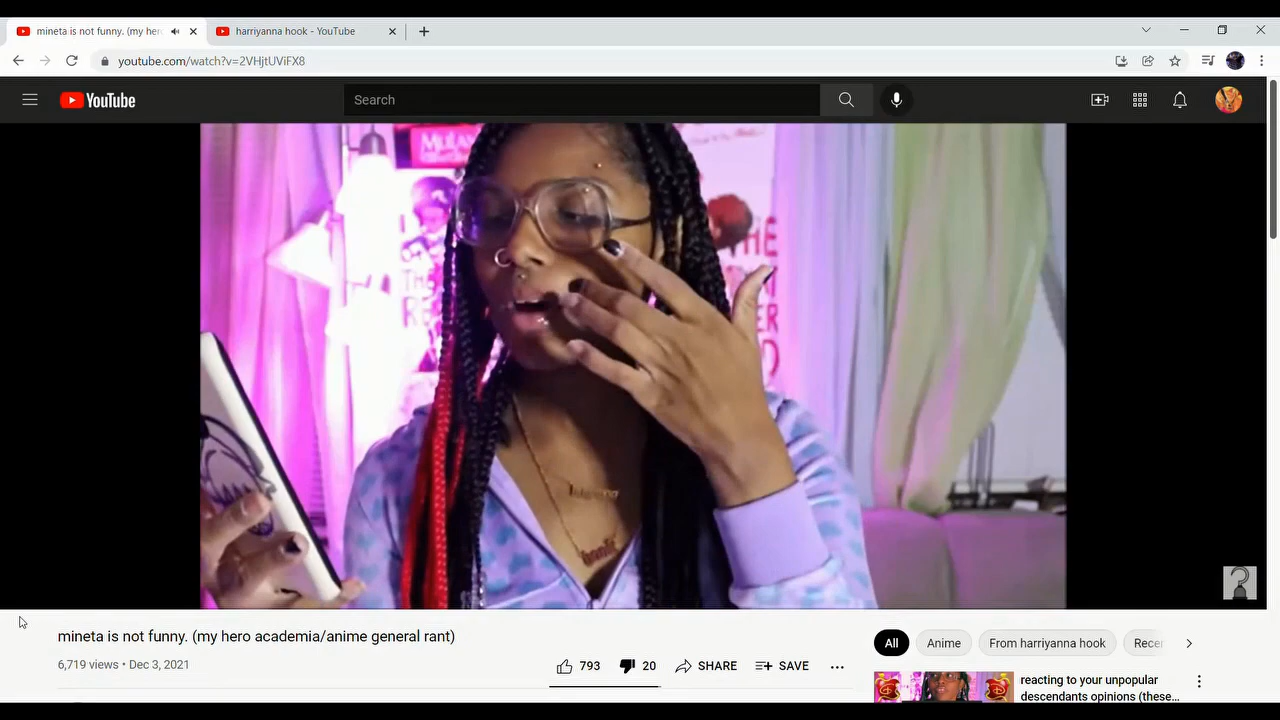 mineta is not funny. (my her
harriyanna hook - YouTube
youtube.com/watch?v=2VHjtUViFX8
YouTube
Search
MULAN
mineta is not funny. (my hero academia/anime general rant)
6,719 views • Dec 3, 2021
793
20
SHARE
SAVE
All
Anime
From harriyanna hook
Recen
reacting to your unpopular
descendants opinions (these...